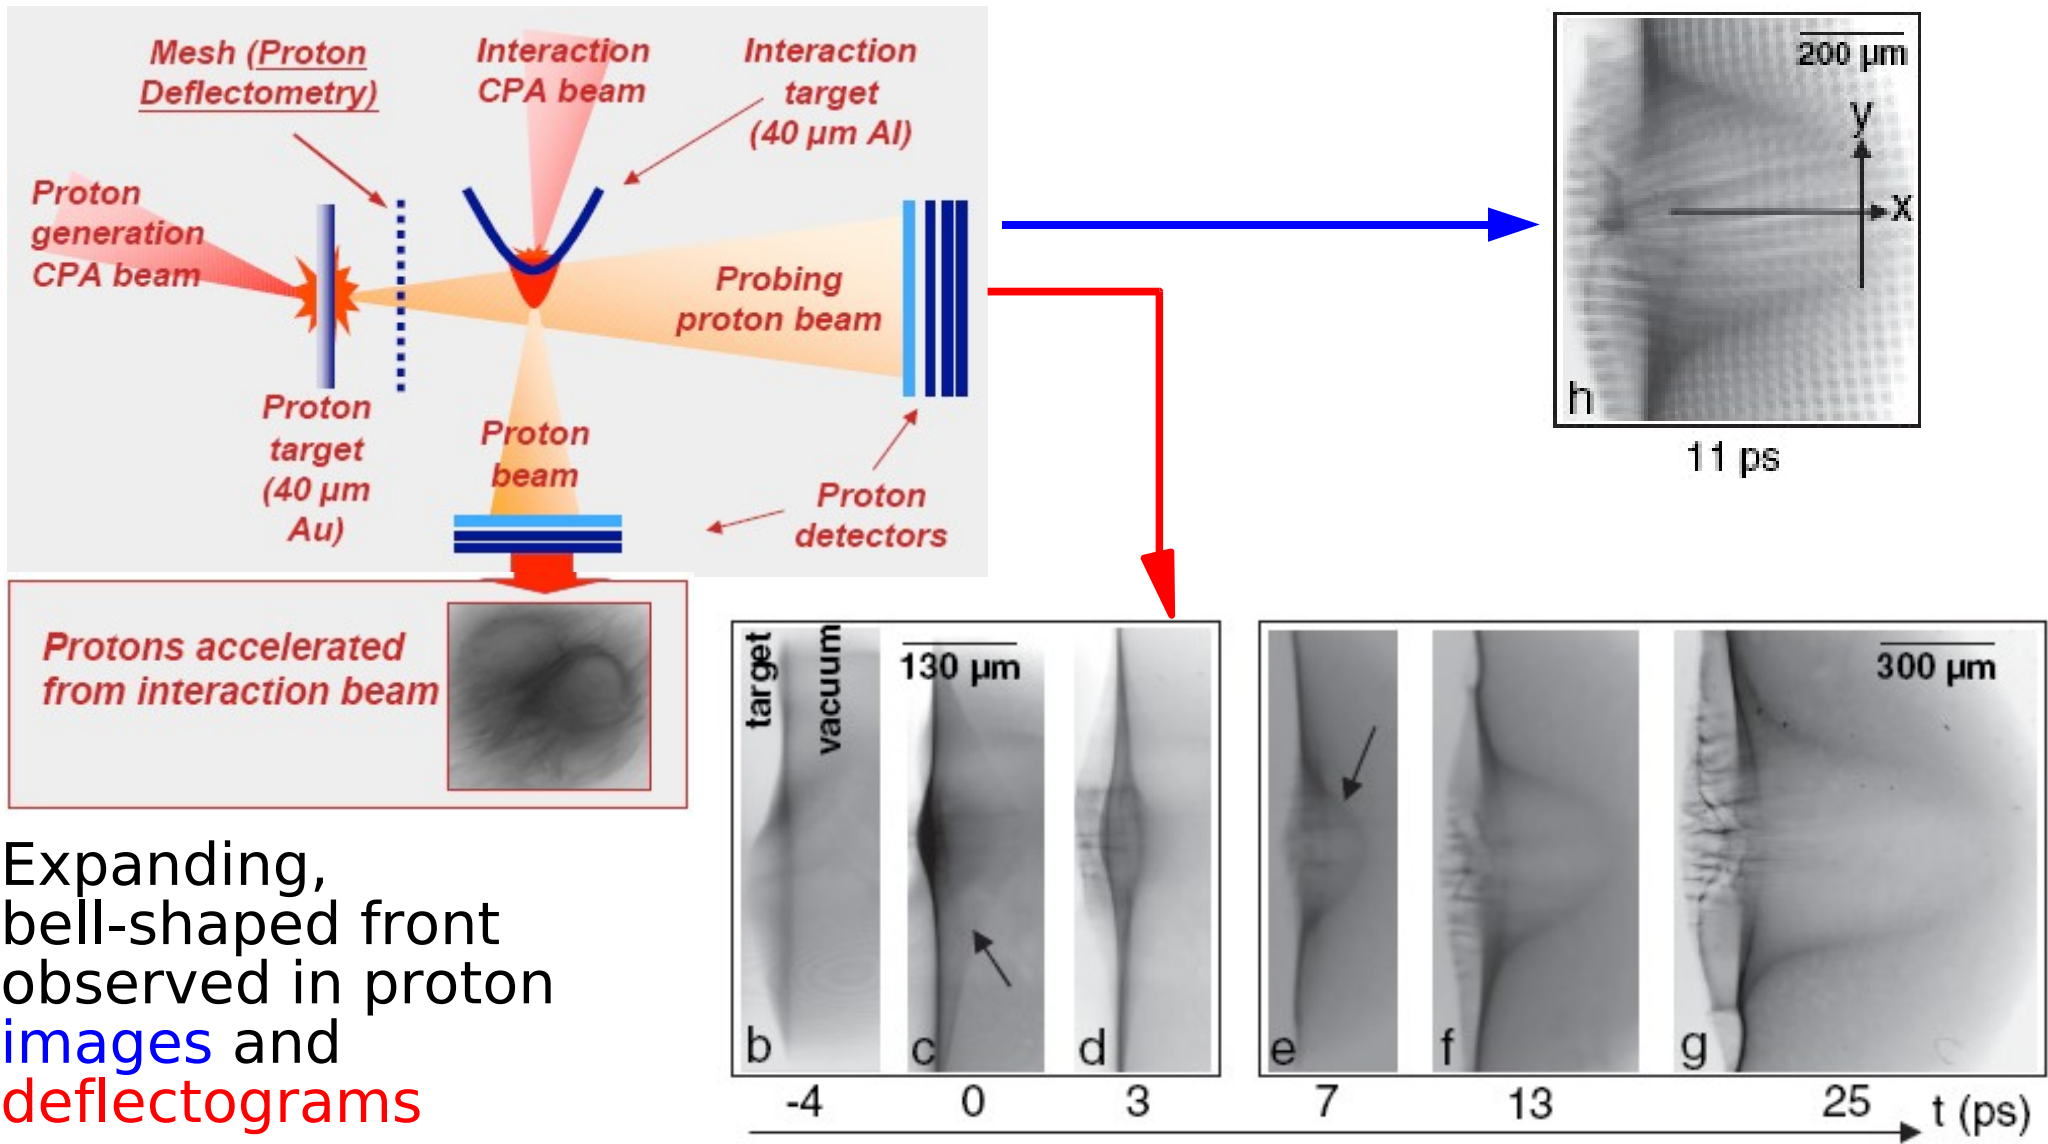 Mesh (Proton
Deflectometry)
Interaction
CPA beam
Interaction
target
(40 µm Al)
Proton
generation
CPA beam
Probing
proton beam
Proton
target
(40 µm
Au)
Proton
beam
Proton
detectors
Protons accelerated
from interaction beam
200 µm
y
x
h
11 ps
target
vacuum
130 µm
300 µm
b
c
d
e
f
g
-4
0
3
7
13
25
t (ps)
Expanding,
bell-shaped front
observed in proton
images and
deflectograms